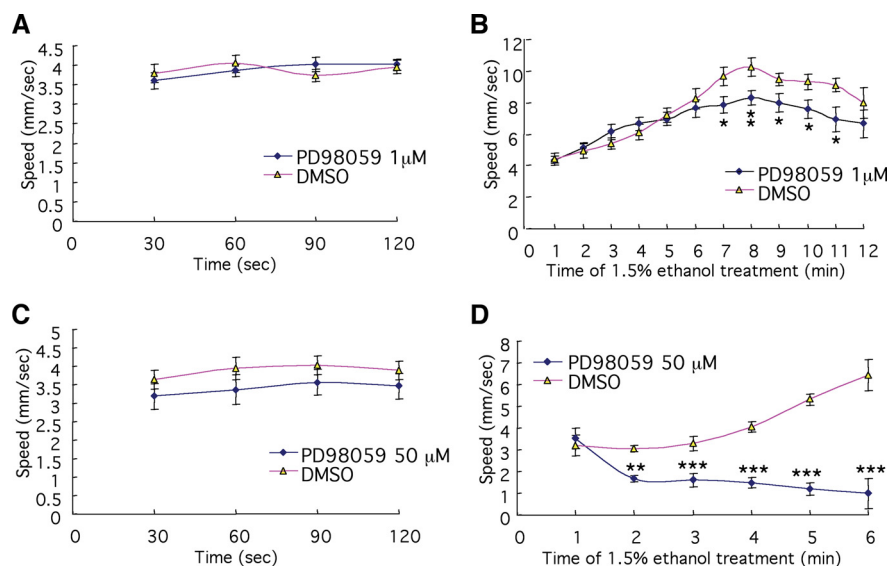 A
Speed (mm/sec)
4.5
4
3.5
3
2.5
2
1.5
1
0.5
0
PD98059 1μM
DMSO
0 30 60 90 120
Time (sec)
B
Speed (mm/sec)
12
10
8
6
4
2
0
* * * * * *
PD98059 1μM
DMSO
0 1 2 3 4 5 6 7 8 9 10 11 12
Time of 1.5% ethanol treatment (min)
C
Speed (mm/sec)
5
4.5
4
3.5
3
2.5
2
1.5
1
0.5
0
PD98059 50 μM
DMSO
0 30 60 90 120
Time (sec)
D
Speed (mm/sec)
8
7
6
5
4
3
2
1
0
PD98059 50 μM
DMSO
** *** *** *** ***
0 1 2 3 4 5 6
Time of 1.5% ethanol treatment (min)